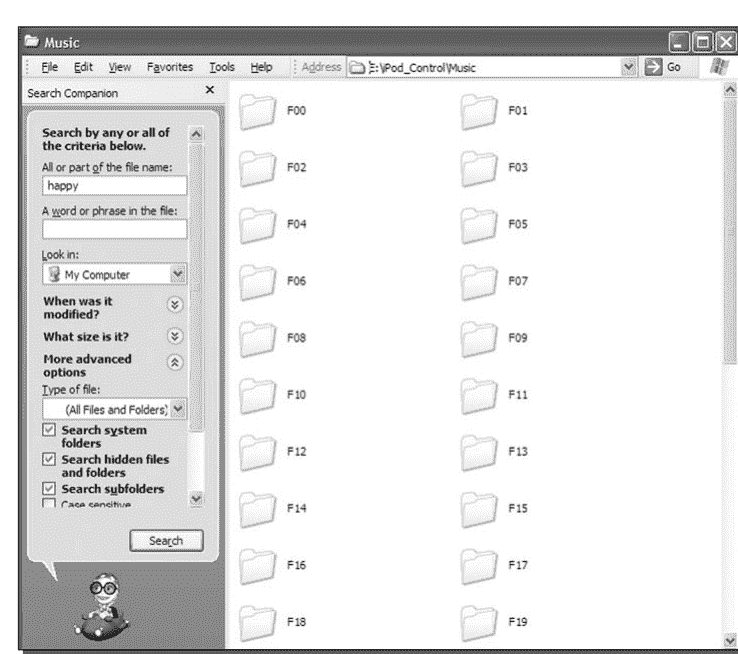 Music
File Edit View Favorites Tools Help Address E:\iPod_Control\Music Go
Search Companion
Search by any or all of
the criteria below.
All or part of the file name:
happy
A word or phrase in the file:
Look in:
My Computer
When was it
modified?
What size is it?
More advanced
options
Type of file:
(All Files and Folders)
Search system
folders
Search hidden files
and folders
Search subfolders
Case sensitive
Search
F00 F01
F02 F03
F04 F05
F06 F07
F08 F09
F10 F11
F12 F13
F14 F15
F16 F17
F18 F19